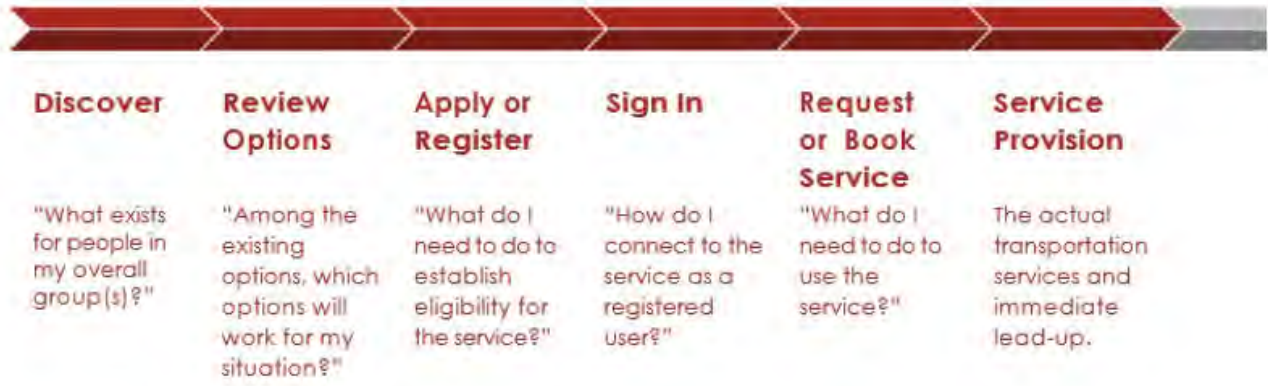 Discover
"What exists
for people in
my overall
group(s)?"
Review
Options
"Among the
existing
options, which
options will
work for my
situation?"
Apply or
Register
"What do I
need to do to
establish
eligibility for
the service?"
Sign In
"How do I
connect to the
service as a
registered
user?"
Request
or Book
Service
"What do I
need to do to
use the
service?"
Service
Provision
The actual
transportation
services and
immediate
lead-up.